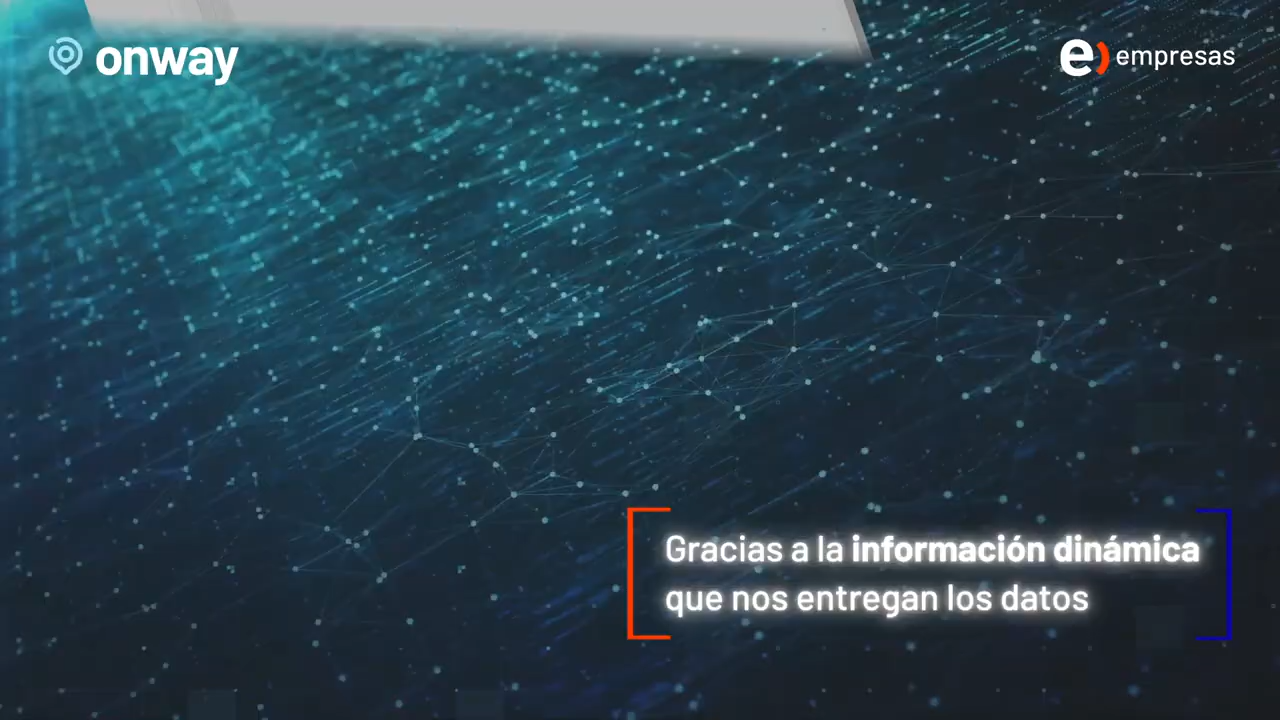 onway
e) empresas
Gracias a la información dinámica
que nos entregan los datos